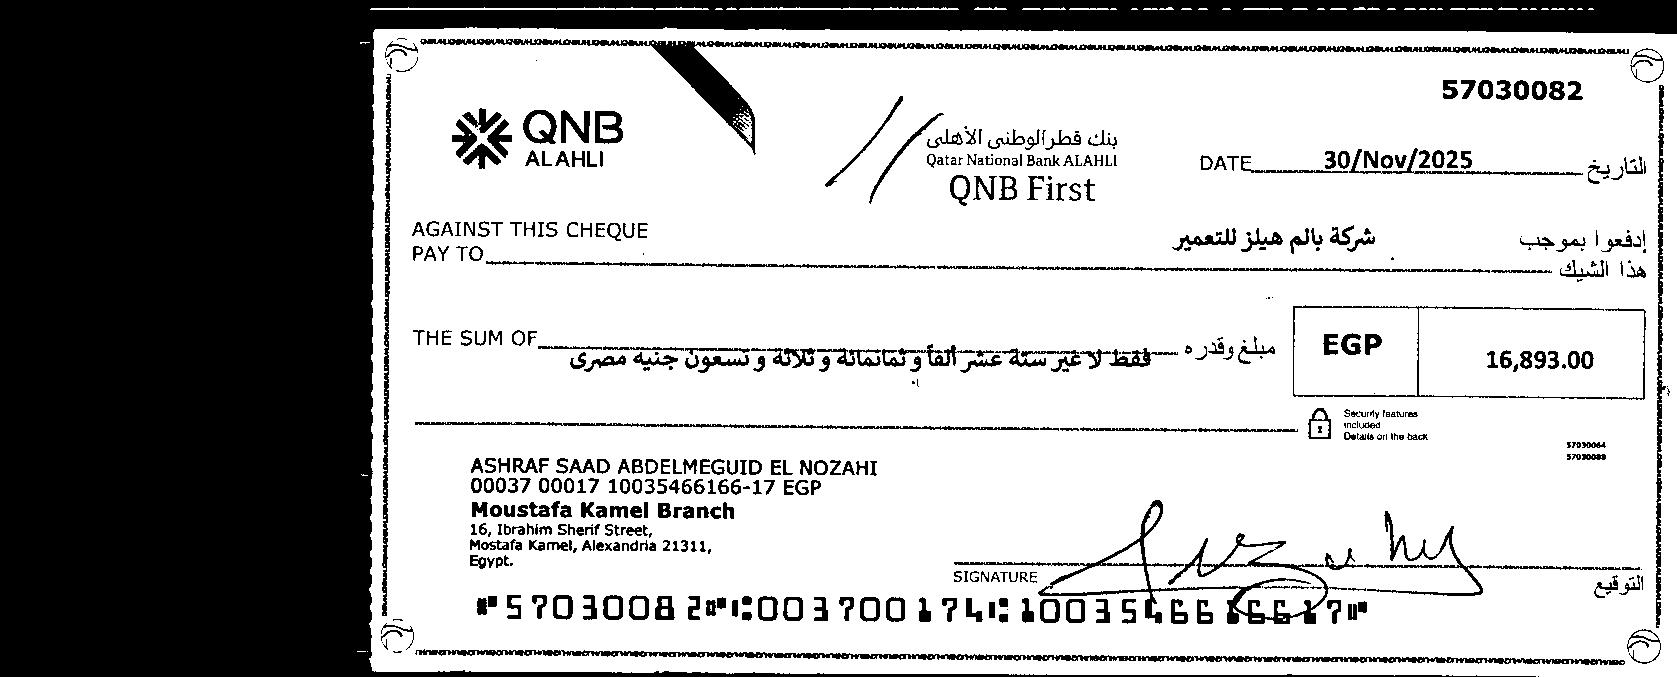 57030082
QNB
ALAHLI
بنك قطر الوطني الأهلي
Qatar National Bank ALAHLI
QNB First
DATE 30/Nov/2025 التاريخ
AGAINST THIS CHEQUE
PAY TO
شركة بالم هيلز للتعمير
إدفعوا بموجب
هذا الشيك
THE SUM OF
مبلغ وقدره
فقط لا غير ستة عشر ألفاً و ثمانمائة و ثلاثة و تسعون جنيه مصرى
EGP 16,893.00
Security features
included
Details on the back
57030064
57030088
ASHRAF SAAD ABDELMEGUID EL NOZAHI
00037 00017 10035466166-17 EGP
Moustafa Kamel Branch
16, Ibrahim Sherif Street,
Mostafa Kamel, Alexandria 21311,
Egypt.
SIGNATURE
التوقيع
⑈57030082⑈⑆003700174⑆1003546616617⑈